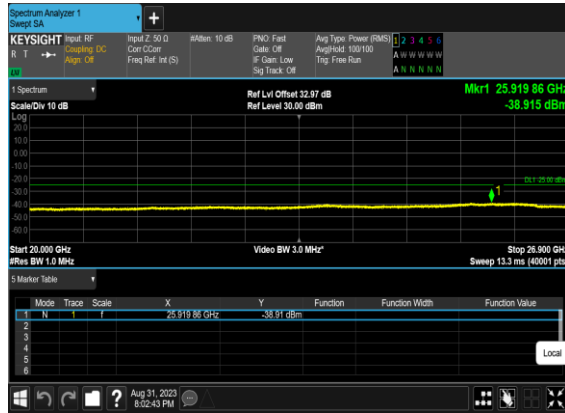 Spectrum Analyzer 1
Swept SA
+
KEYSIGHT Input: RF Input Z: 50 Ω #Atten: 10 dB PNO: Fast Avg Type: Power (RMS) 1 2 3 4 5 6
R T Coupling: DC Corr CCorr Gate: Off Avg|Hold: 100/100 A W W W W W
Align: Off Freq Ref: Int (S) IF Gain: Low Trig: Free Run
LW Sig Track: Off A N N N N N
1 Spectrum Ref Lvl Offset 32.97 dB Mkr1 25.919 86 GHz
Scale/Div 10 dB Ref Level 30.00 dBm -38.915 dBm
Log
20.0
10.0
0.00
-10.0
-20.0
DL1 -25.00 dBm
-30.0
1
-40.0
-50.0
-60.0
Start 20.000 GHz Video BW 3.0 MHz* Stop 26.900 GHz
#Res BW 1.0 MHz Sweep 13.3 ms (40001 pts)
5 Marker Table
Mode Trace Scale X Y Function Function Width Function Value
1 N 1 f 25.919 86 GHz -38.91 dBm
2
3
4
5
6
Local
? Aug 31, 2023
8:02:43 PM